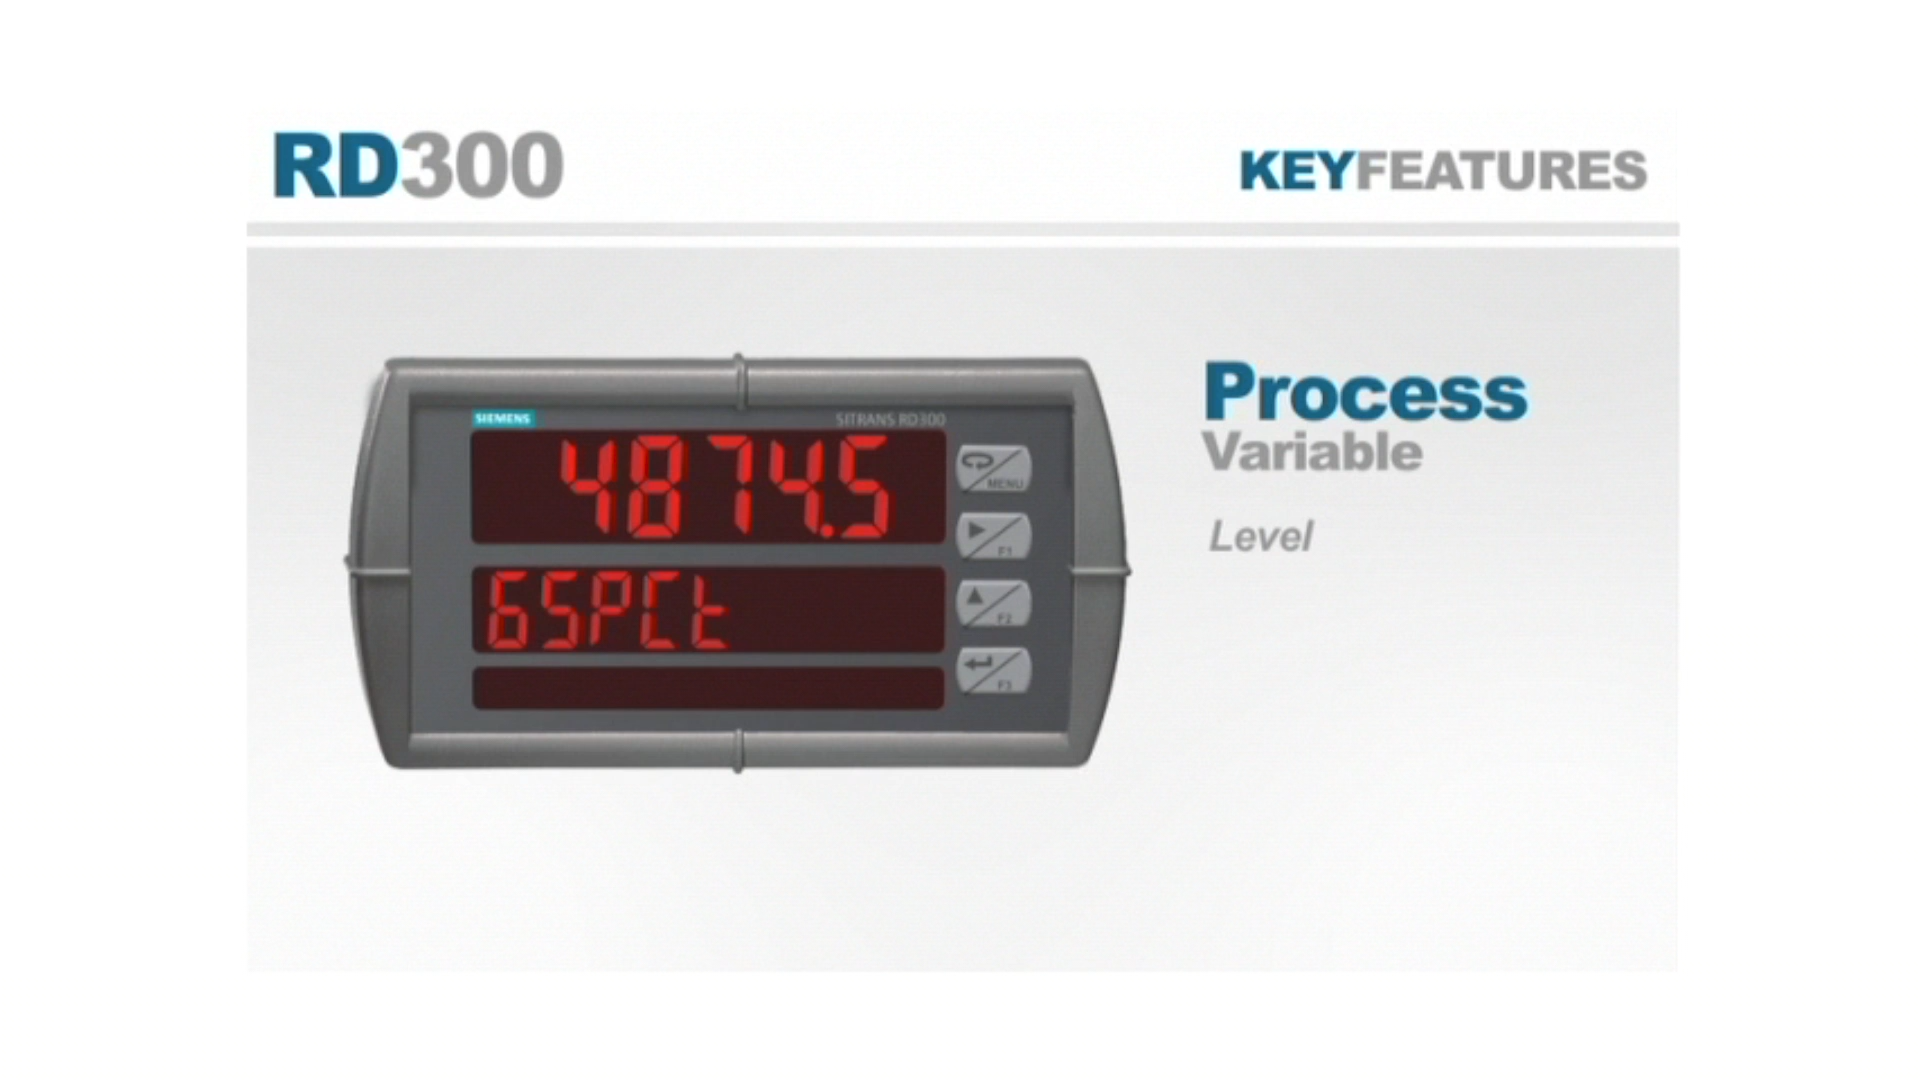 RD300
KEYFEATURES
SIEMENS
SITRANS RD300
4874.5
65PCt
MENU
F1
F2
F3
Process
Variable
Level